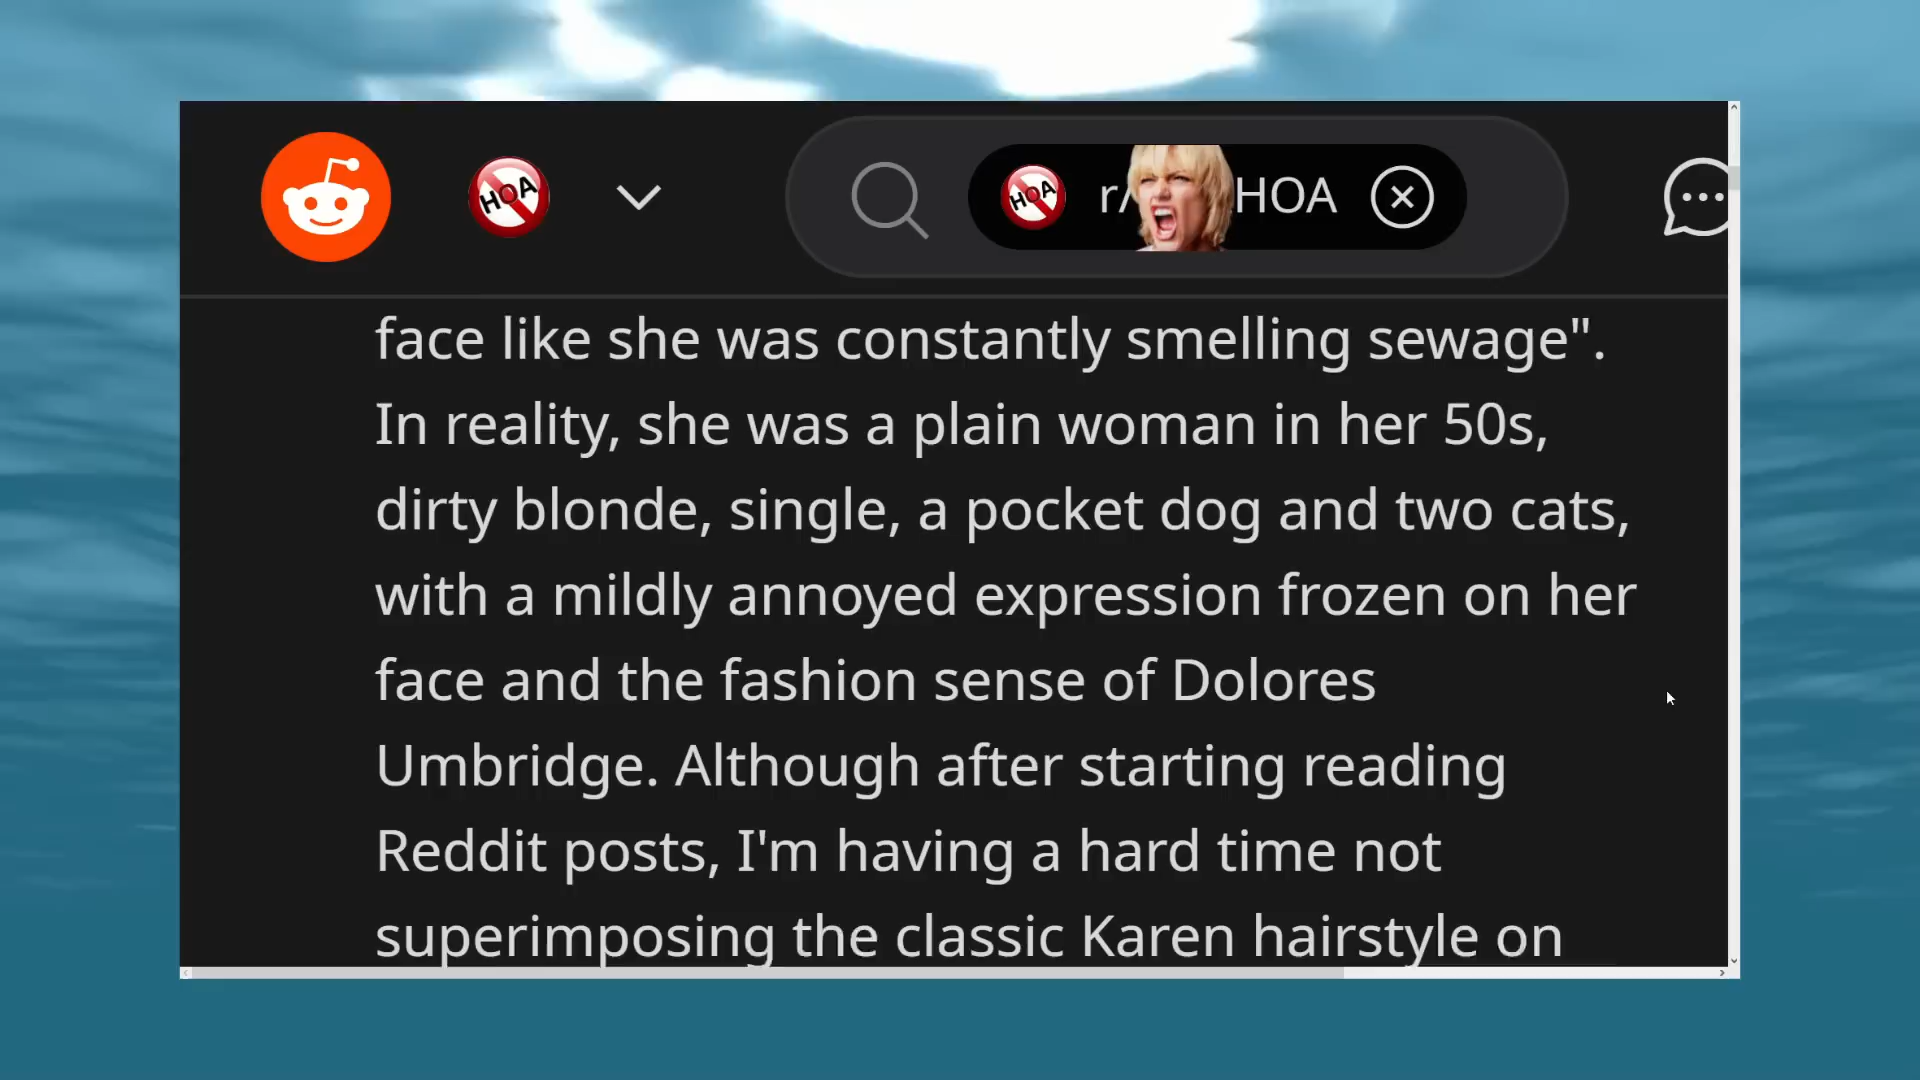 HOA
HOA r/ HOA
face like she was constantly smelling sewage".
In reality, she was a plain woman in her 50s,
dirty blonde, single, a pocket dog and two cats,
with a mildly annoyed expression frozen on her
face and the fashion sense of Dolores
Umbridge. Although after starting reading
Reddit posts, I'm having a hard time not
superimposing the classic Karen hairstyle on